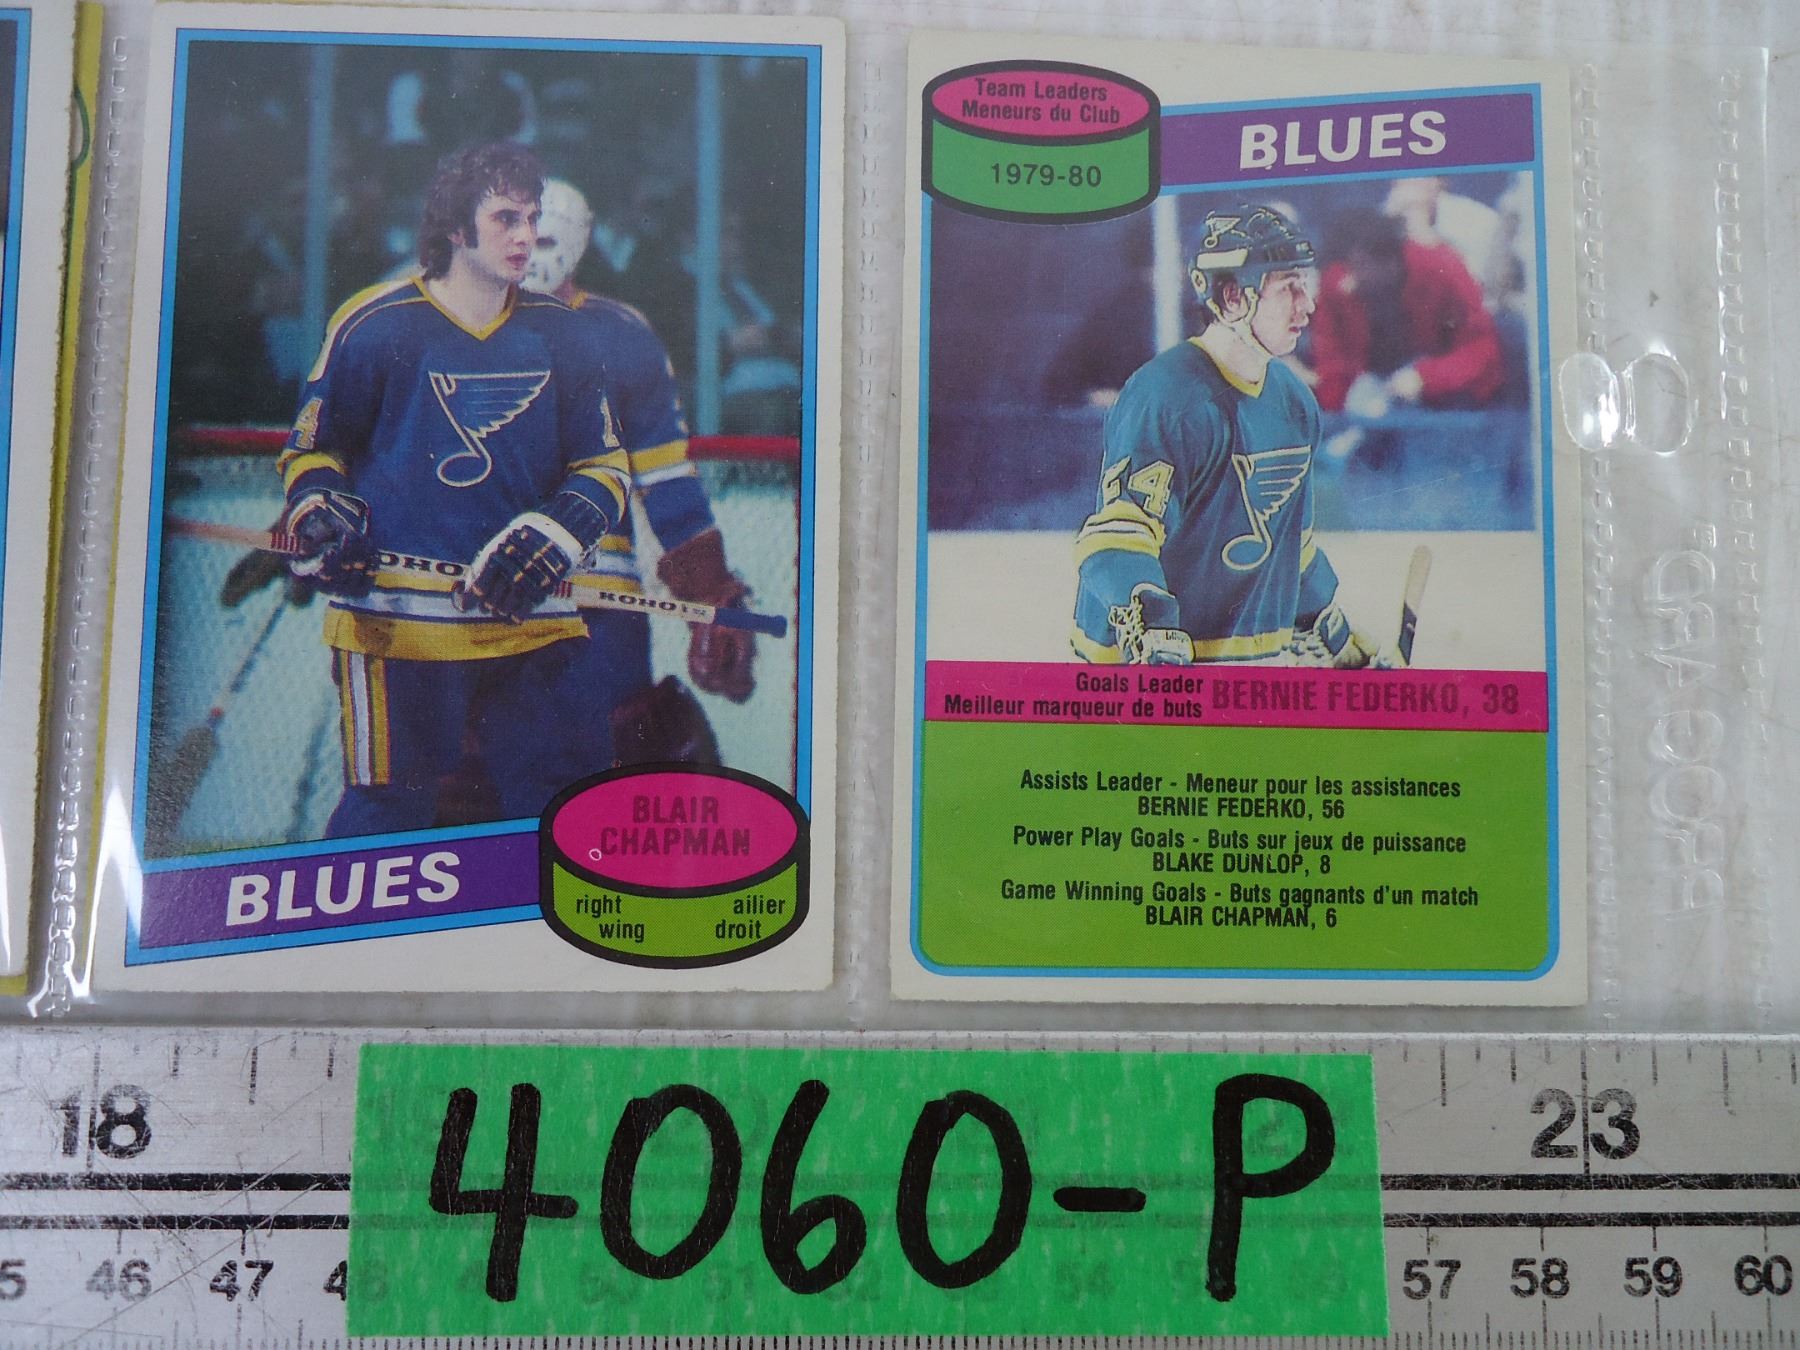 BLAIR
CHAPMAN
BLUES
right
wing
ailier
droit
KOHO
Team Leaders
Meneurs du Club
1979-80
BLUES
24
Goals Leader
Meilleur marqueur de buts
BERNIE FEDERKO, 38
Assists Leader - Meneur pour les assistances
BERNIE FEDERKO, 56
Power Play Goals - Buts sur jeux de puissance
BLAKE DUNLOP, 8
Game Winning Goals - Buts gagnants d'un match
BLAIR CHAPMAN, 6
18
23
4060-P
46 47 57 58 59 60